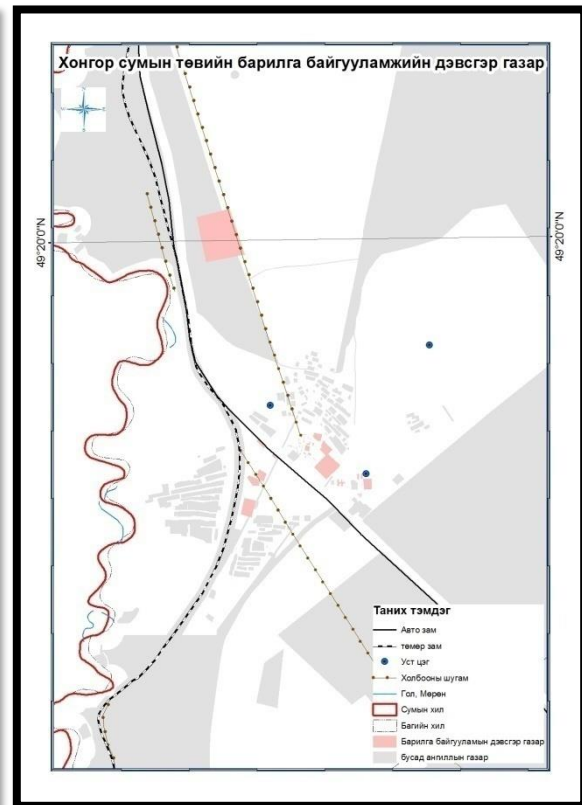 Хонгор сумын төвийн барилга байгууламжийн дэвсгэр газар
49°20'0"N
49°20'0"N
Таних тэмдэг
Авто зам
төмөр зам
Уст цэг
Холбооны шугам
Гол, Мөрөн
Сумын хил
Багийн хил
Барилга байгууламын дэвсгэр газар
бусад ангиллын газар